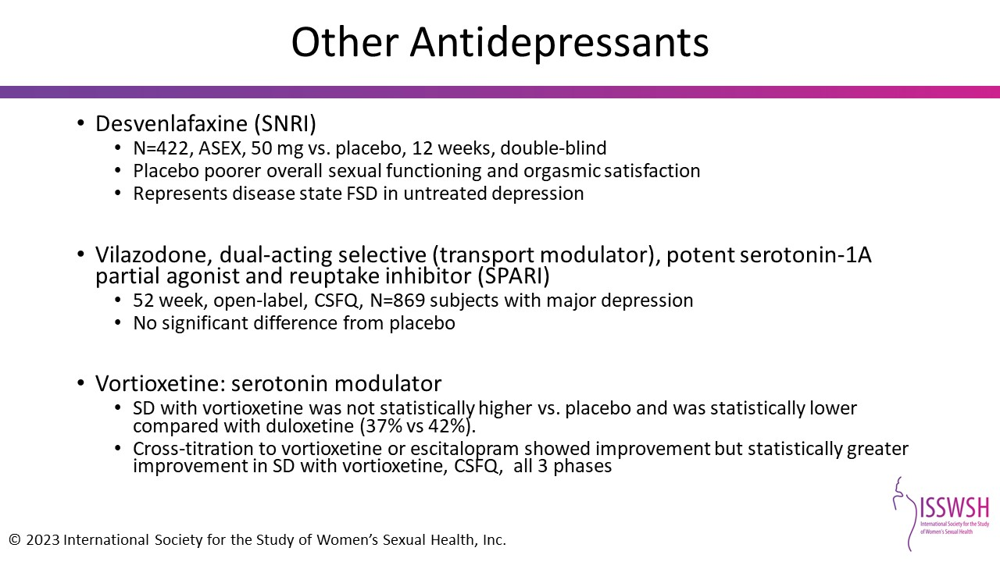 Other Antidepressants
• Desvenlafaxine (SNRI)
• N=422, ASEX, 50 mg vs. placebo, 12 weeks, double-blind
• Placebo poorer overall sexual functioning and orgasmic satisfaction
• Represents disease state FSD in untreated depression
• Vilazodone, dual-acting selective (transport modulator), potent serotonin-1A
partial agonist and reuptake inhibitor (SPARI)
• 52 week, open-label, CSFQ, N=869 subjects with major depression
• No significant difference from placebo
• Vortioxetine: serotonin modulator
• SD with vortioxetine was not statistically higher vs. placebo and was statistically lower
compared with duloxetine (37% vs 42%).
• Cross-titration to vortioxetine or escitalopram showed improvement but statistically greater
improvement in SD with vortioxetine, CSFQ,  all 3 phases
ISSWSH
International Society for the Study
of Women's Sexual Health
© 2023 International Society for the Study of Women’s Sexual Health, Inc.